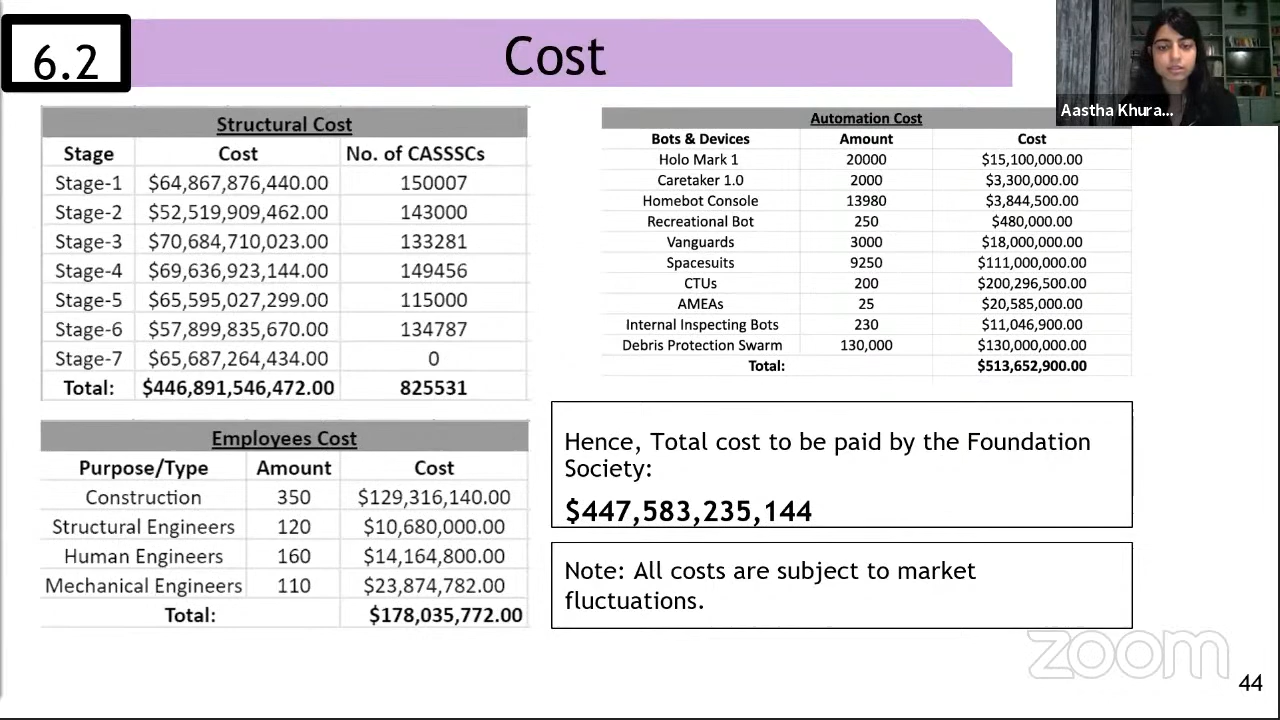 6.2
Cost
Aastha Khura...
Structural Cost
Stage Cost No. of CASSSCs
Stage-1 $64,867,876,440.00 150007
Stage-2 $52,519,909,462.00 143000
Stage-3 $70,684,710,023.00 133281
Stage-4 $69,636,923,144.00 149456
Stage-5 $65,595,027,299.00 115000
Stage-6 $57,899,835,670.00 134787
Stage-7 $65,687,264,434.00 0
Total: $446,891,546,472.00 825531
Employees Cost
Purpose/Type Amount Cost
Construction 350 $129,316,140.00
Structural Engineers 120 $10,680,000.00
Human Engineers 160 $14,164,800.00
Mechanical Engineers 110 $23,874,782.00
Total: $178,035,772.00
Automation Cost
Bots & Devices Amount Cost
Holo Mark 1 20000 $15,100,000.00
Caretaker 1.0 2000 $3,300,000.00
Homebot Console 13980 $3,844,500.00
Recreational Bot 250 $480,000.00
Vanguards 3000 $18,000,000.00
Spacesuits 9250 $111,000,000.00
CTUs 200 $200,296,500.00
AMEAs 25 $20,585,000.00
Internal Inspecting Bots 230 $11,046,900.00
Debris Protection Swarm 130,000 $130,000,000.00
Total: $513,652,900.00
Hence, Total cost to be paid by the Foundation
Society:
$447,583,235,144
Note: All costs are subject to market
fluctuations.
zoom
44